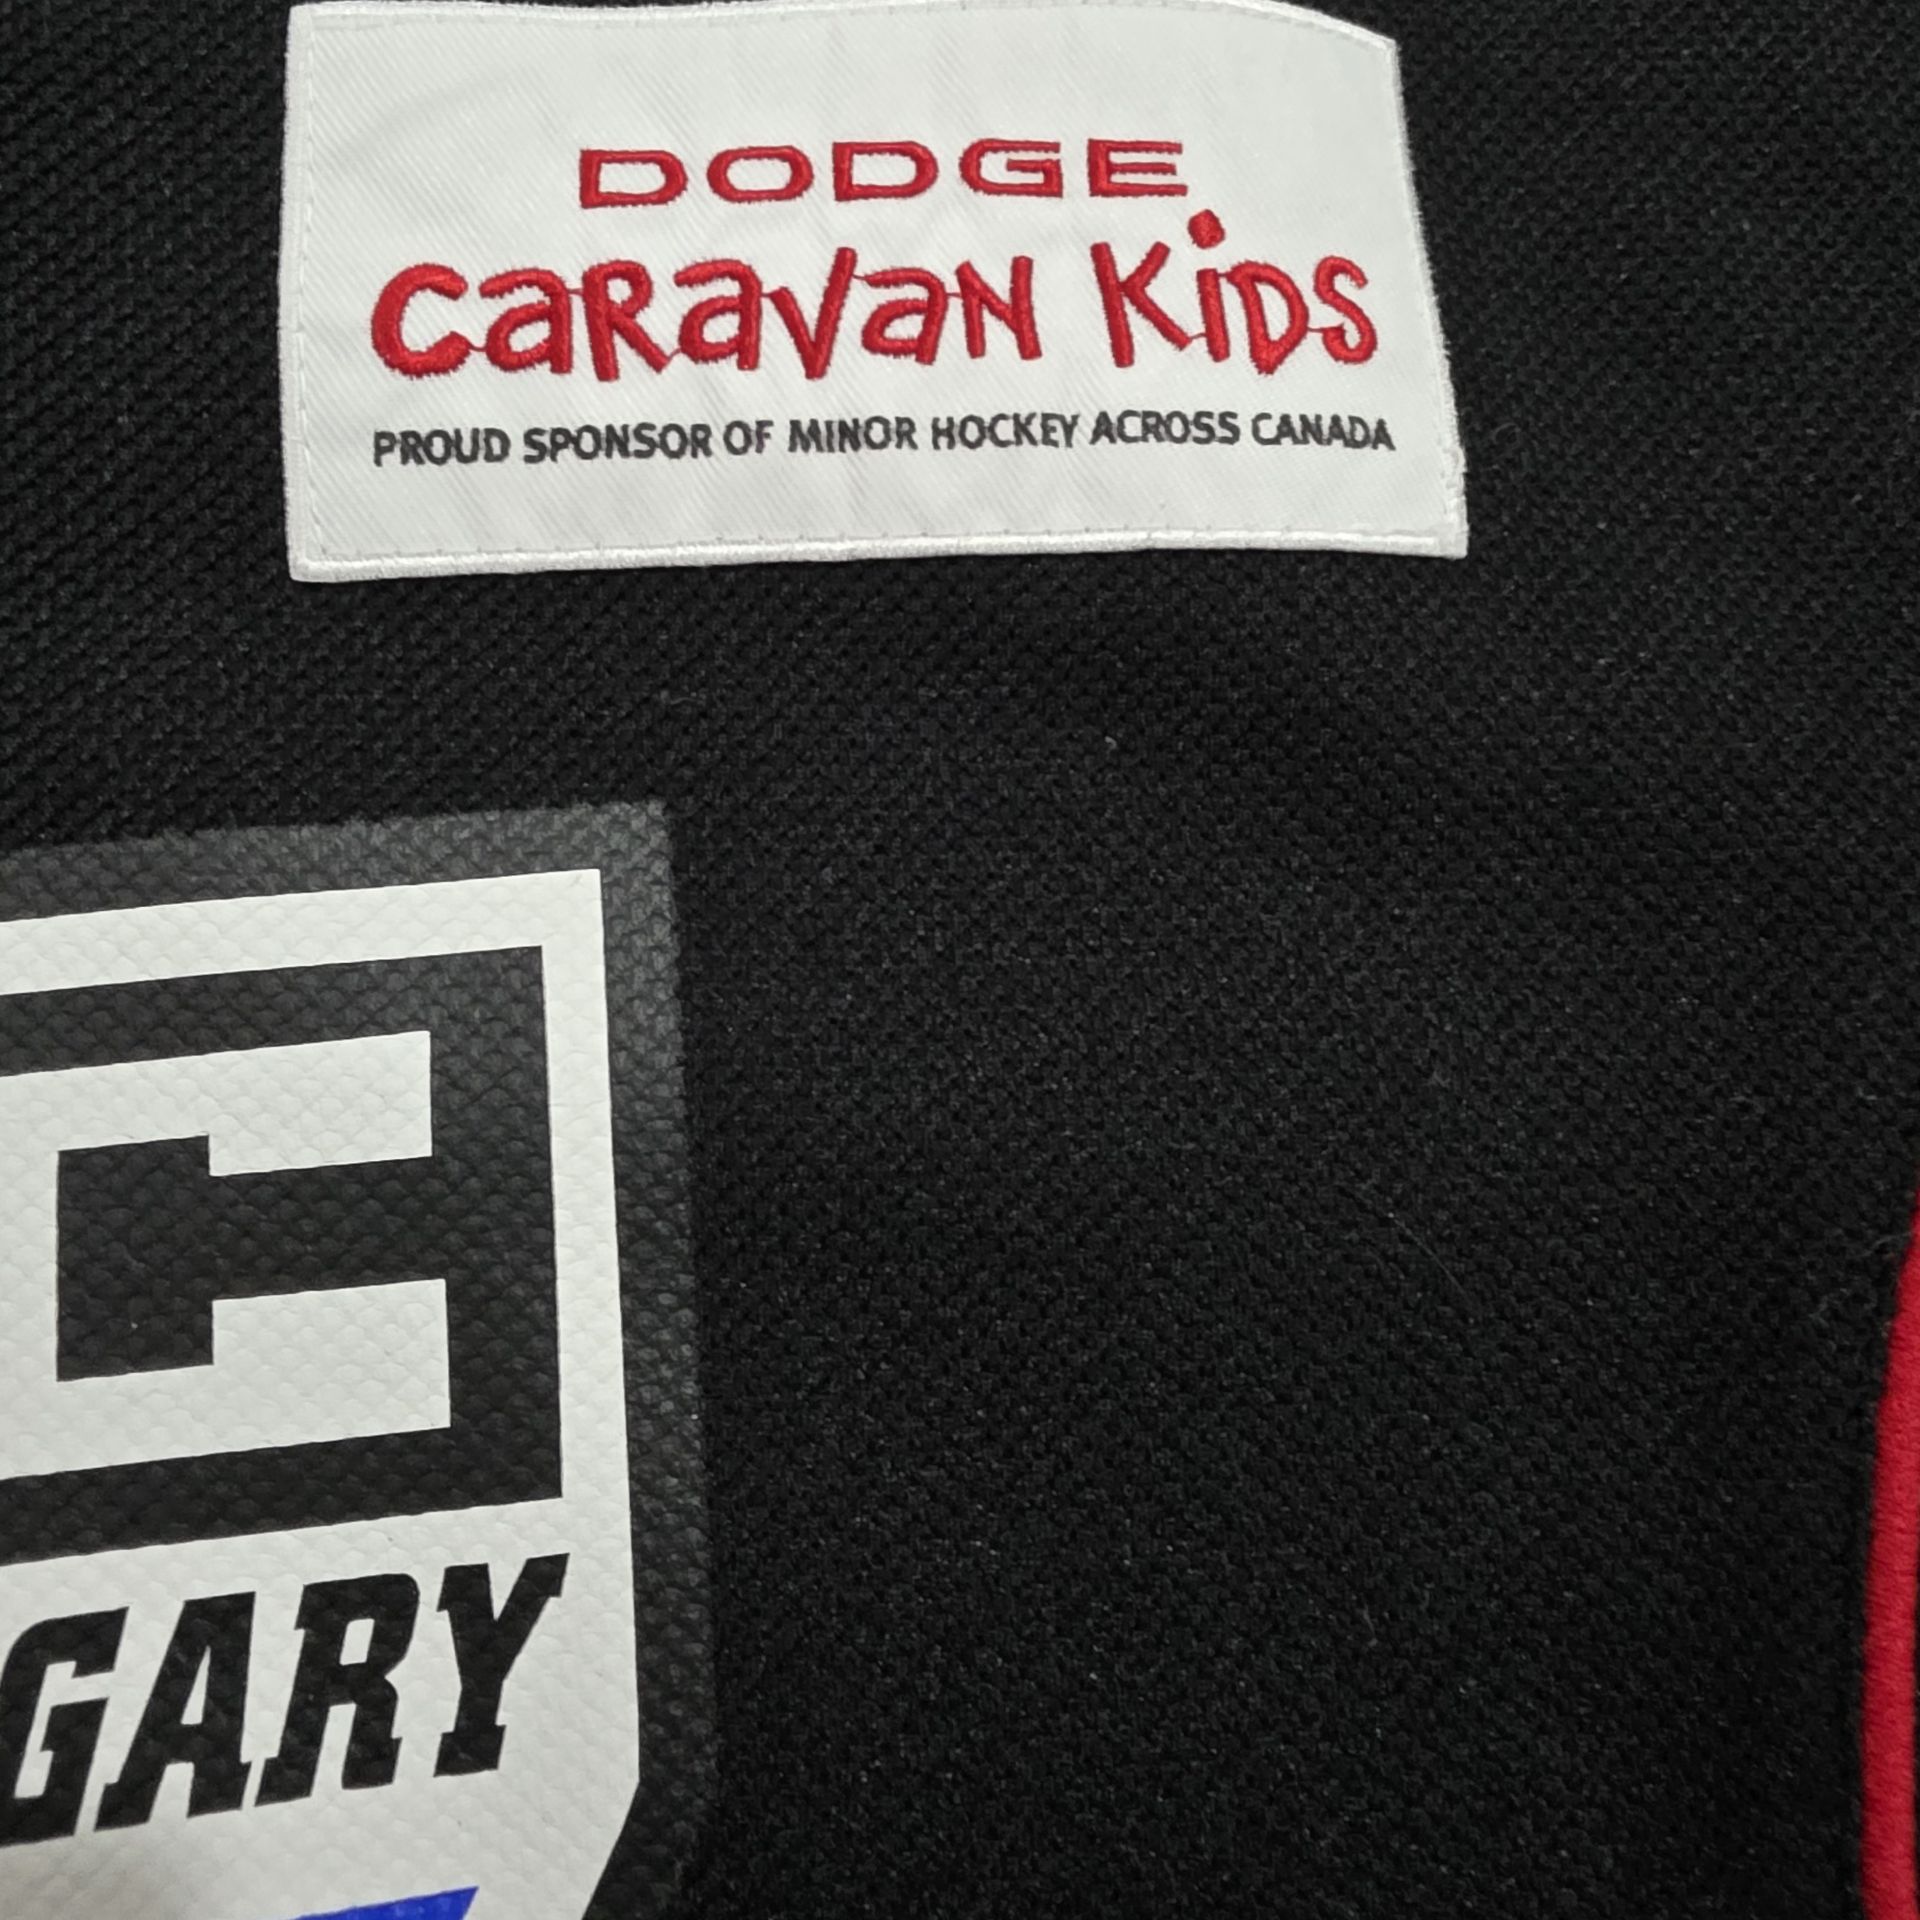 DODGE
CARAVAN KIDS
PROUD SPONSOR OF MINOR HOCKEY ACROSS CANADA
C
GARY